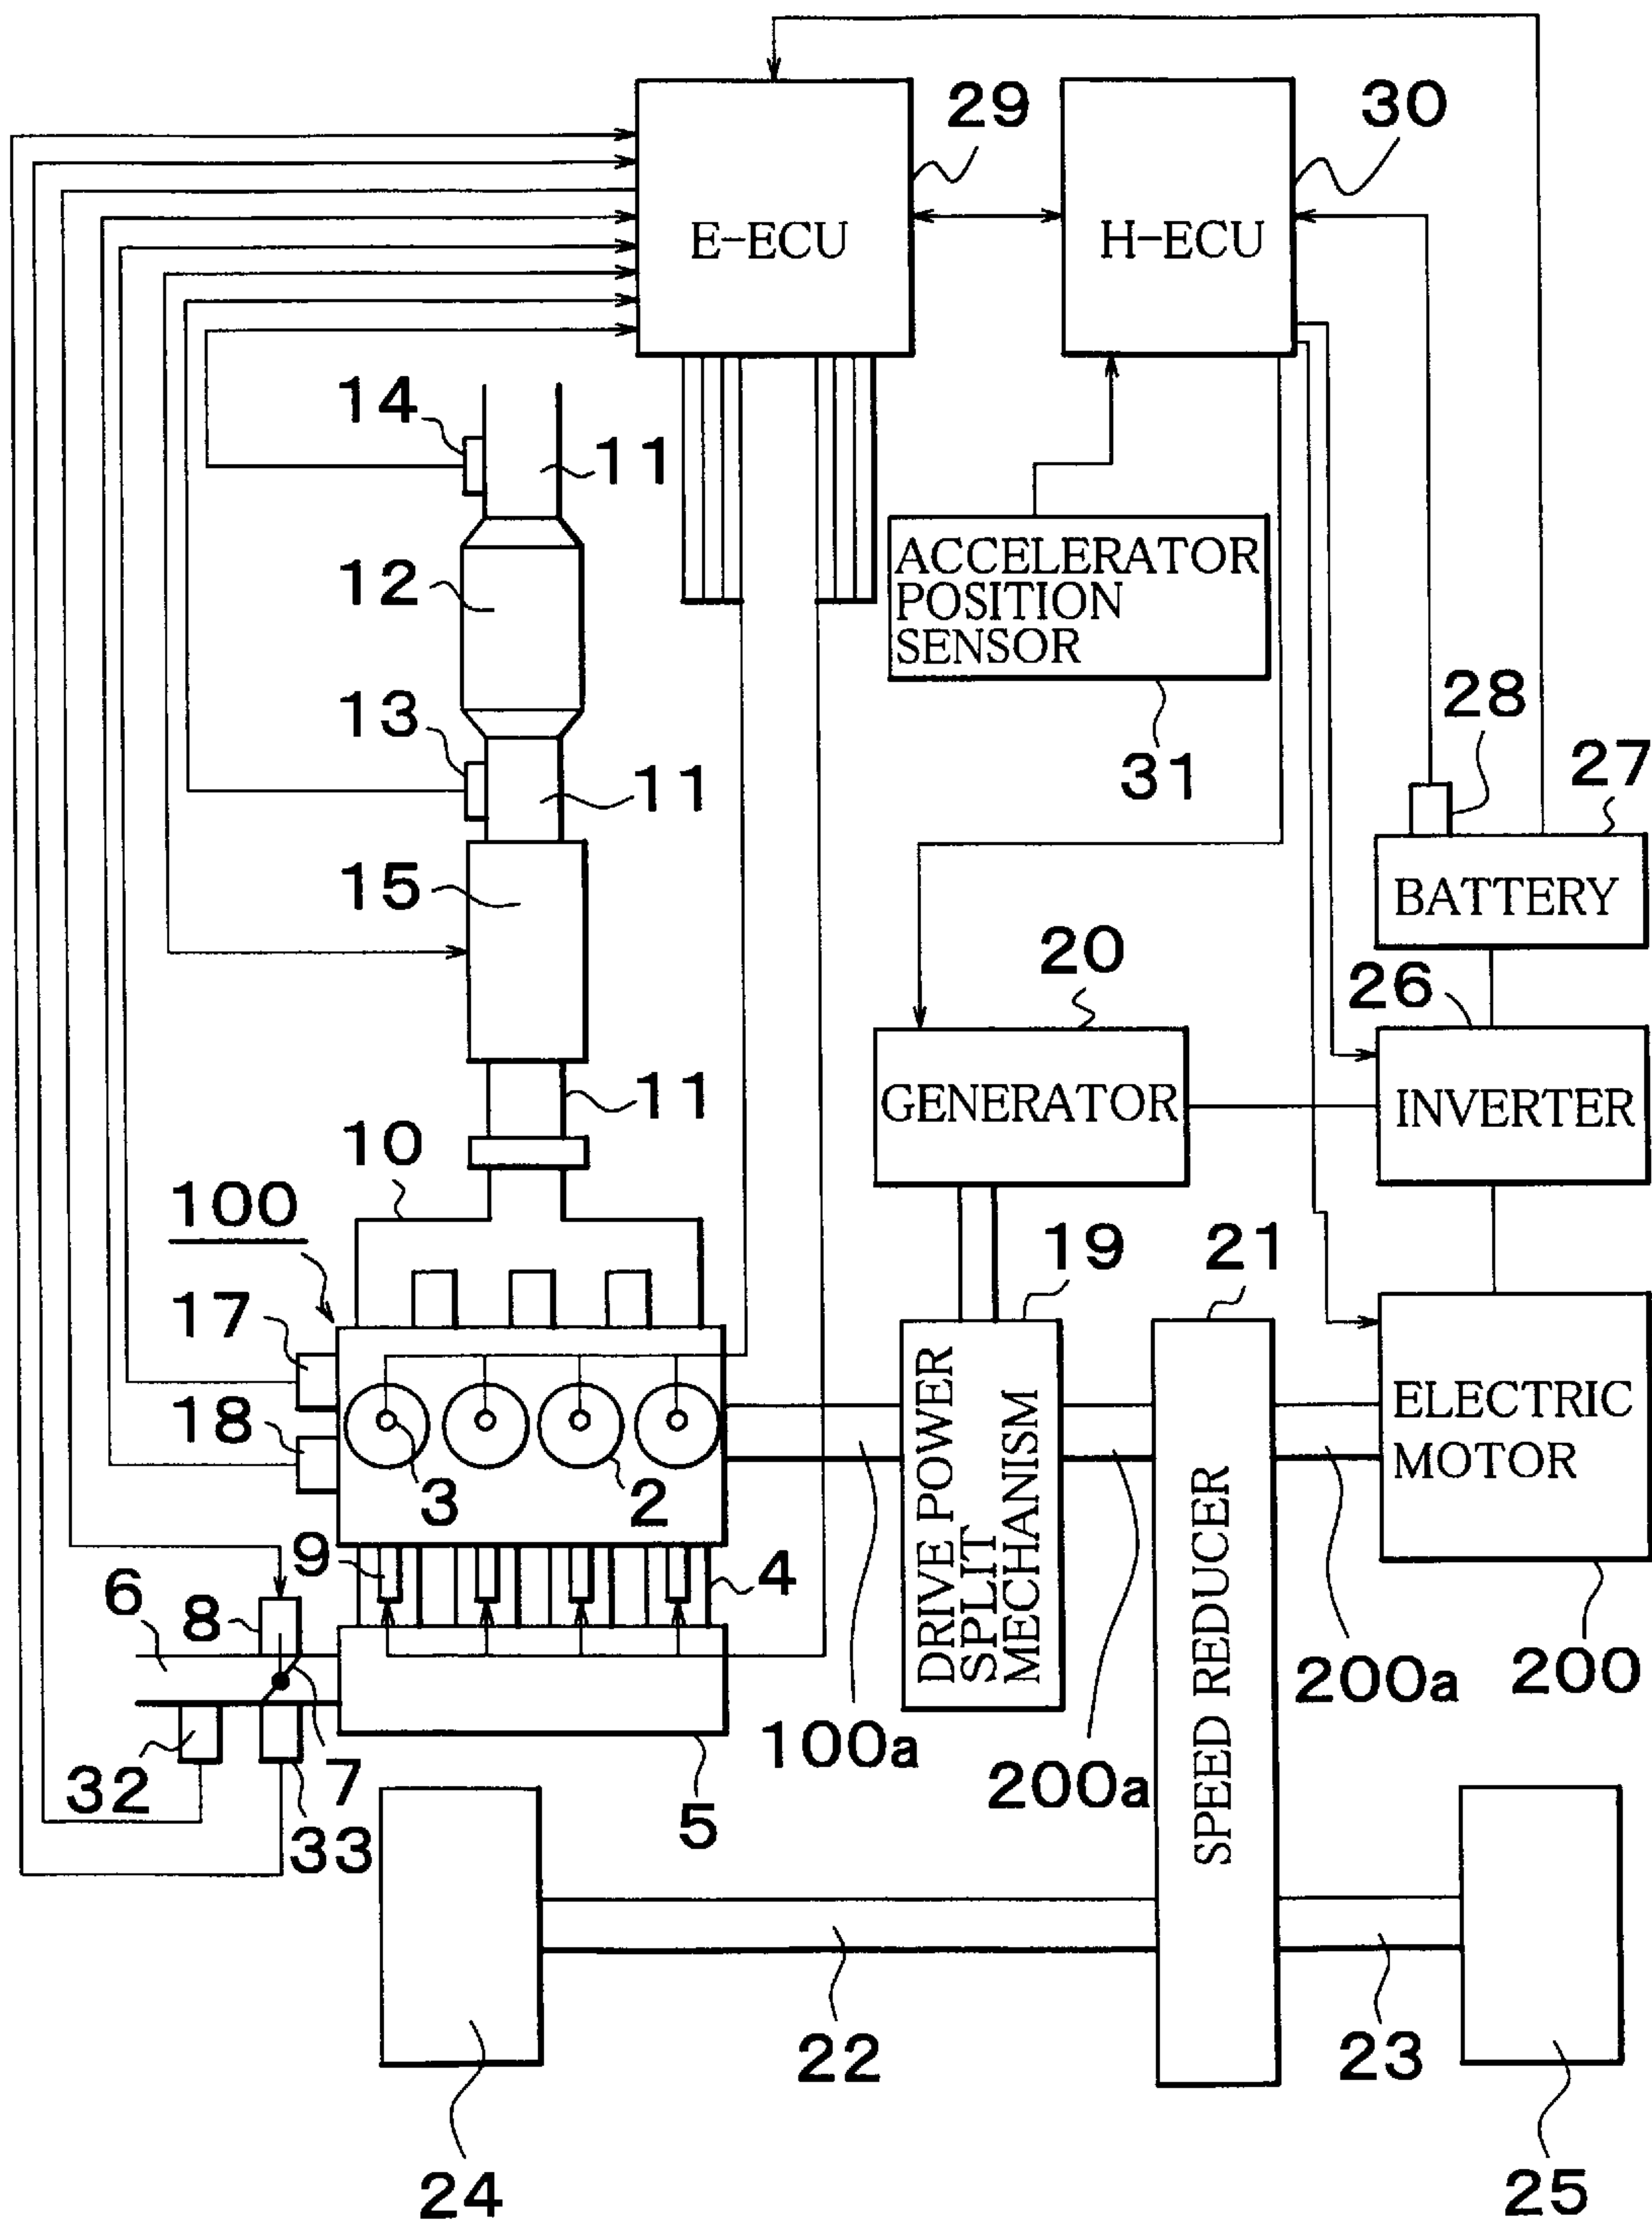 29
30
E-ECU
H-ECU
14
11
ACCELERATOR
POSITION
SENSOR
12
28
13
11
31
27
15
BATTERY
20
26
GENERATOR
INVERTER
11
10
100
19
21
17
ELECTRIC
MOTOR
18
3
2
DRIVE POWER
SPLIT
MECHANISM
SPEED REDUCER
9
4
6
8
200a
200
100a
200a
32
7
33
5
22
23
24
25